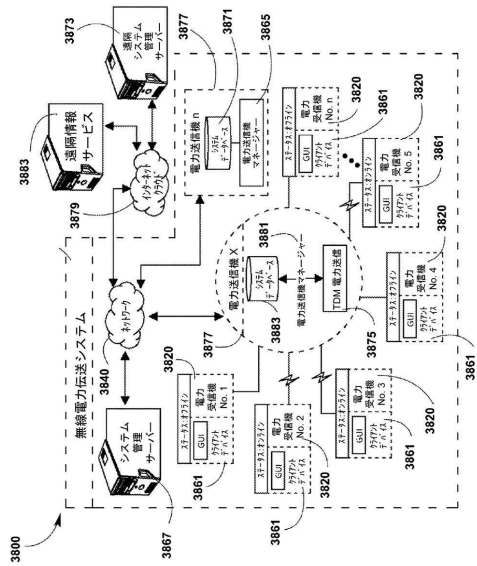 3800
無線電力伝送システム
システム
管理
サーバー
3867
3840
ネットワーク
3879
インターネット
クラウド
3883
遠隔情報
サービス
3873
遠隔
システム
管理
サーバー
3877
電力送信機 n
3871
システム
データベース
3865
電力送信機
マネージャー
3877
電力送信機 X
システム
データベース
3883
3881
電力送信機マネージャー
TDM 電力送信
3875
3820
ステータス:オフライン
電力
受信機
No. 1
GUI
クライアント
デバイス
3861
ステータス:オンライン
電力
受信機
No. 2
GUI
クライアント
デバイス
3820
3861
ステータス:オンライン
電力
受信機
No. 3
GUI
クライアント
デバイス
3820
3861
ステータス:オフライン
電力
受信機
No. 4
GUI
クライアント
デバイス
3820
3861
ステータス:オンライン
電力
受信機
No. 5
GUI
クライアント
デバイス
3820
3861
ステータス:オフライン
電力
受信機
No. n
GUI
クライアント
デバイス
3820
3861